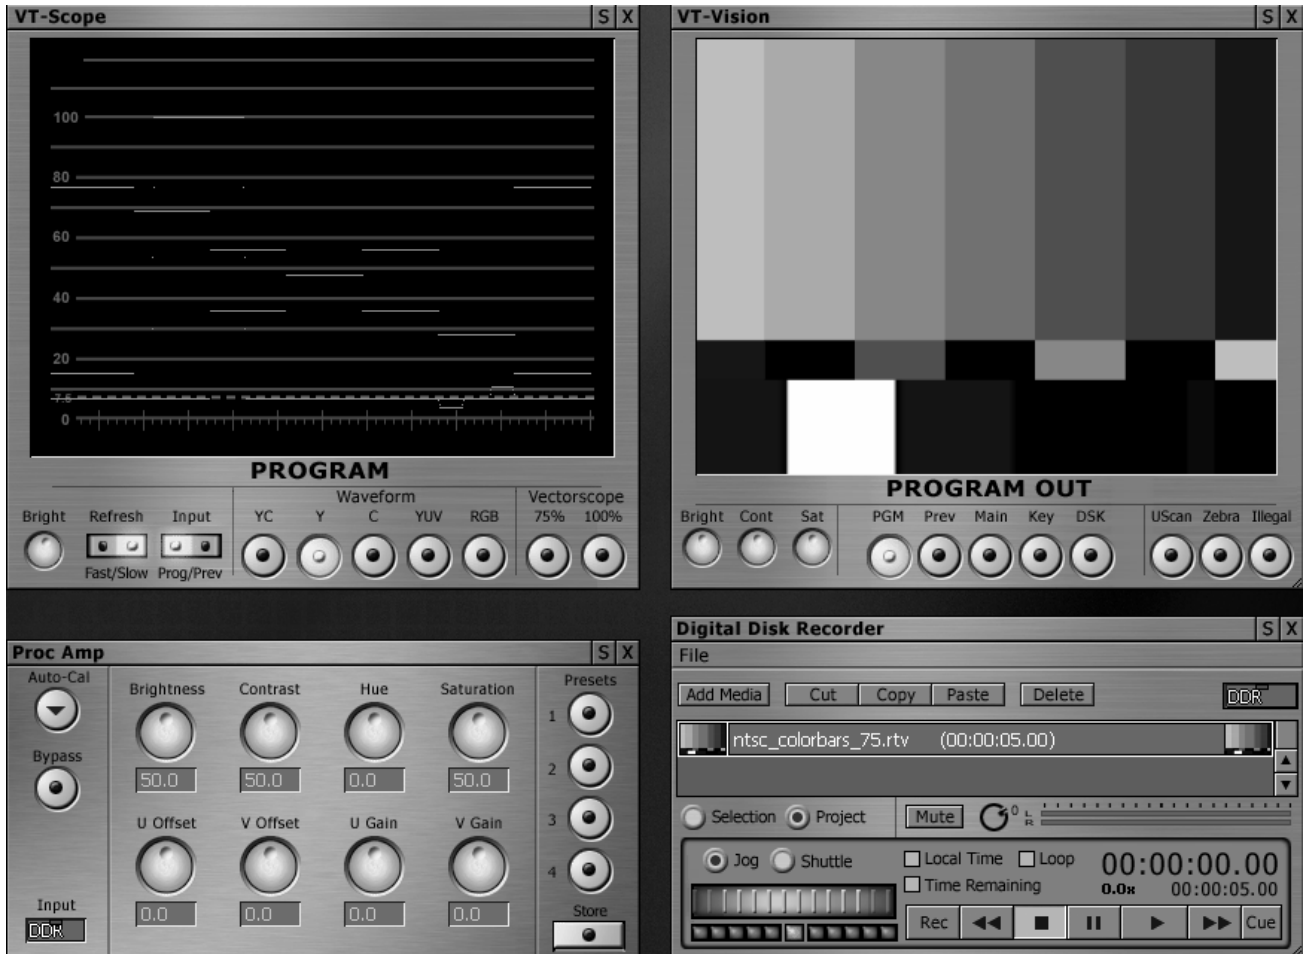 VT-Scope S X
100
80
60
40
20
7.5
0
PROGRAM
Waveform Vectorscope
Bright Refresh Input YC Y C YUV RGB 75% 100%
Fast/Slow Prog/Prev
VT-Vision S X
PROGRAM OUT
Bright Cont Sat PGM Prev Main Key DSK UScan Zebra Illegal
Proc Amp S X
Auto-Cal
Bypass
Input
DDR
Brightness Contrast Hue Saturation
50.0 50.0 0.0 50.0
U Offset V Offset U Gain V Gain
0.0 0.0 0.0 0.0
Presets
1
2
3
4
Store
Digital Disk Recorder S X
File
Add Media Cut Copy Paste Delete DDR
ntsc_colorbars_75.rtv (00:00:05.00)
Selection Project Mute 0 L
R
Jog Shuttle Local Time Loop 00:00:00.00
Time Remaining 0.0x 00:00:05.00
Rec Cue